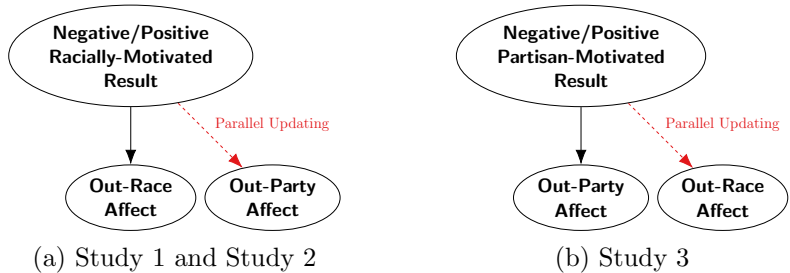 Negative/Positive
Racially-Motivated
Result
Parallel Updating
Out-Race
Affect
Out-Party
Affect
(a) Study 1 and Study 2
Negative/Positive
Partisan-Motivated
Result
Parallel Updating
Out-Party
Affect
Out-Race
Affect
(b) Study 3